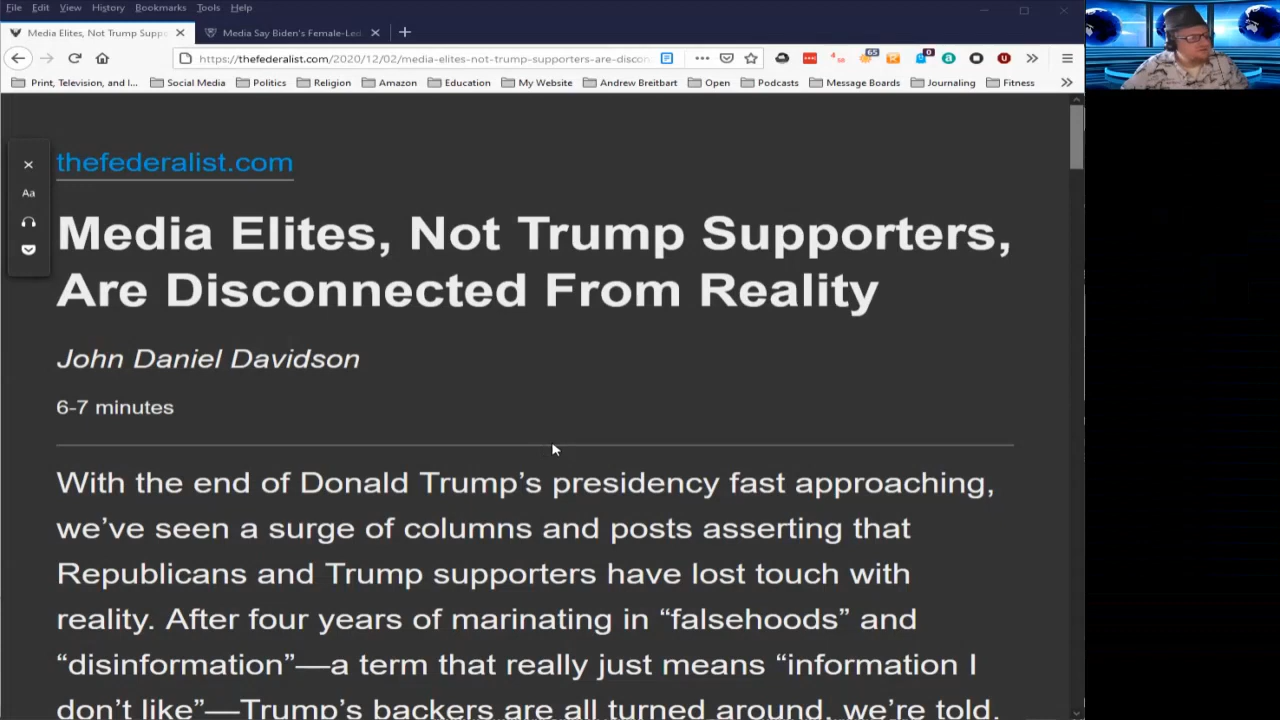 File Edit View History Bookmarks Tools Help
Media Elites, Not Trump Supp
Media Say Biden's Female-Led
https://thefederalist.com/2020/12/22/media-elites-not-trump-supporters-are-discon
65
0
Print, Television, and I... Social Media Politics Religion Amazon Education My Website Andrew Breitbart Open Podcasts Message Boards Journaling Fitness
thefederalist.com
Aa
Media Elites, Not Trump Supporters,
Are Disconnected From Reality
John Daniel Davidson
6-7 minutes
With the end of Donald Trump’s presidency fast approaching,
we’ve seen a surge of columns and posts asserting that
Republicans and Trump supporters have lost touch with
reality. After four years of marinating in “falsehoods” and
“disinformation”—a term that really just means “information I
don’t like”—Trump’s backers are all turned around, we’re told.